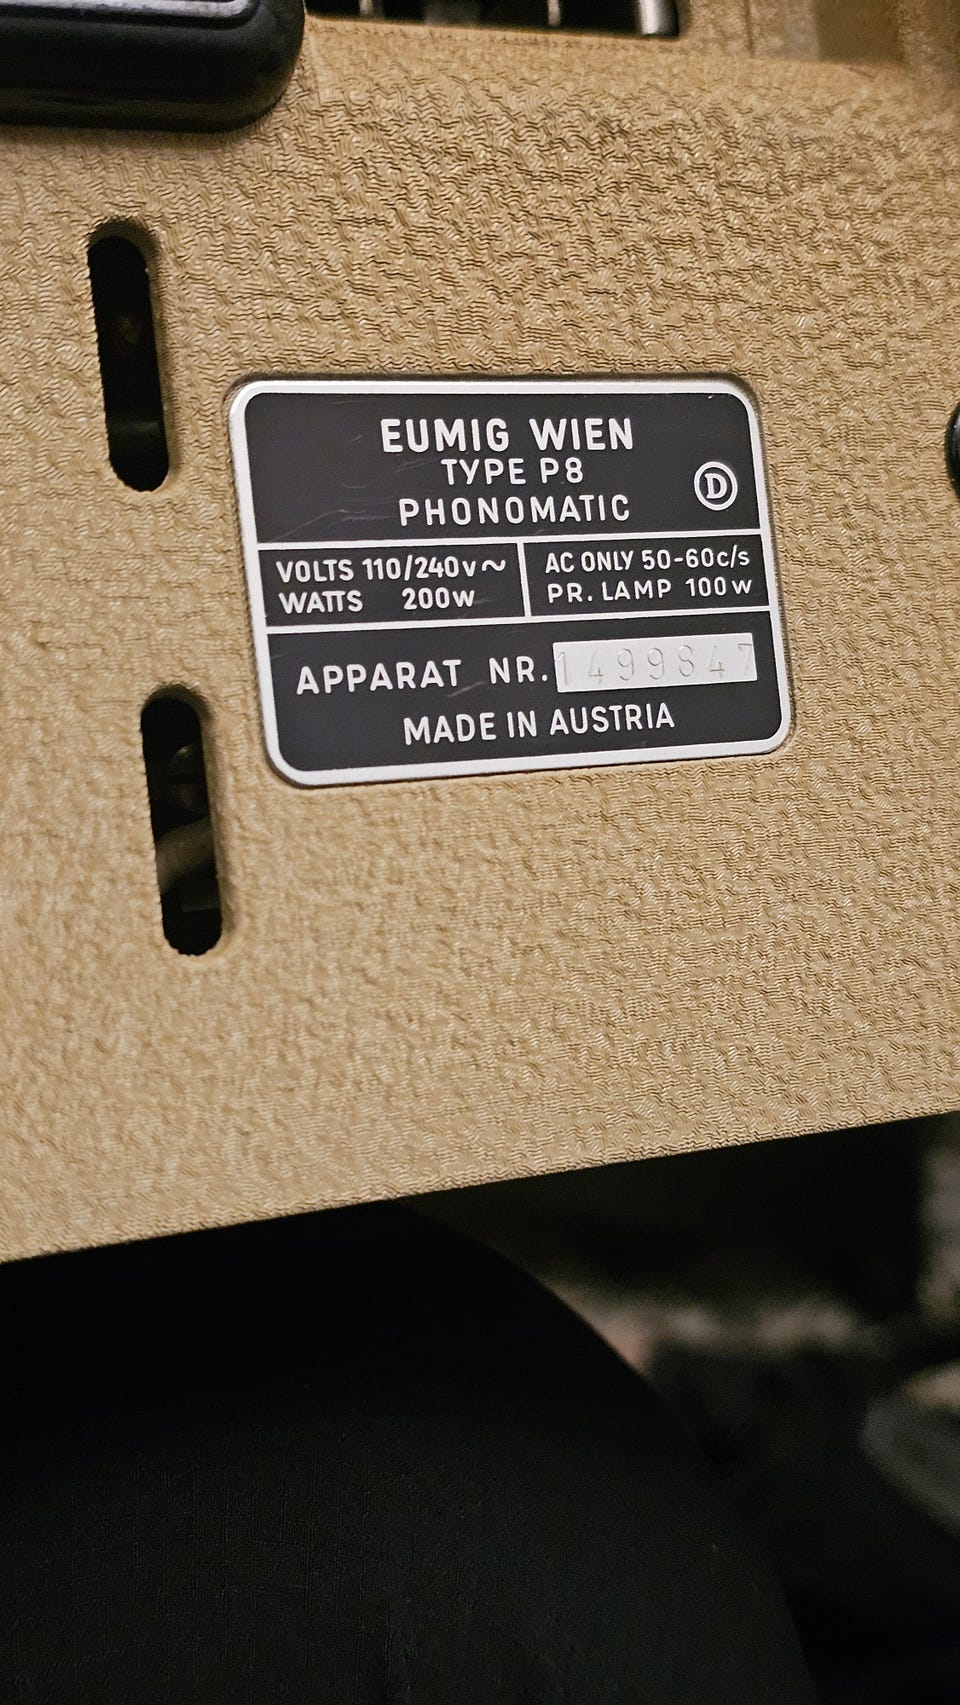 EUMIG WIEN
TYPE P8
PHONOMATIC
D
VOLTS 110/240v~
WATTS 200W
AC ONLY 50-60c/s
PR. LAMP 100w
APPARAT NR. 1499847
MADE IN AUSTRIA